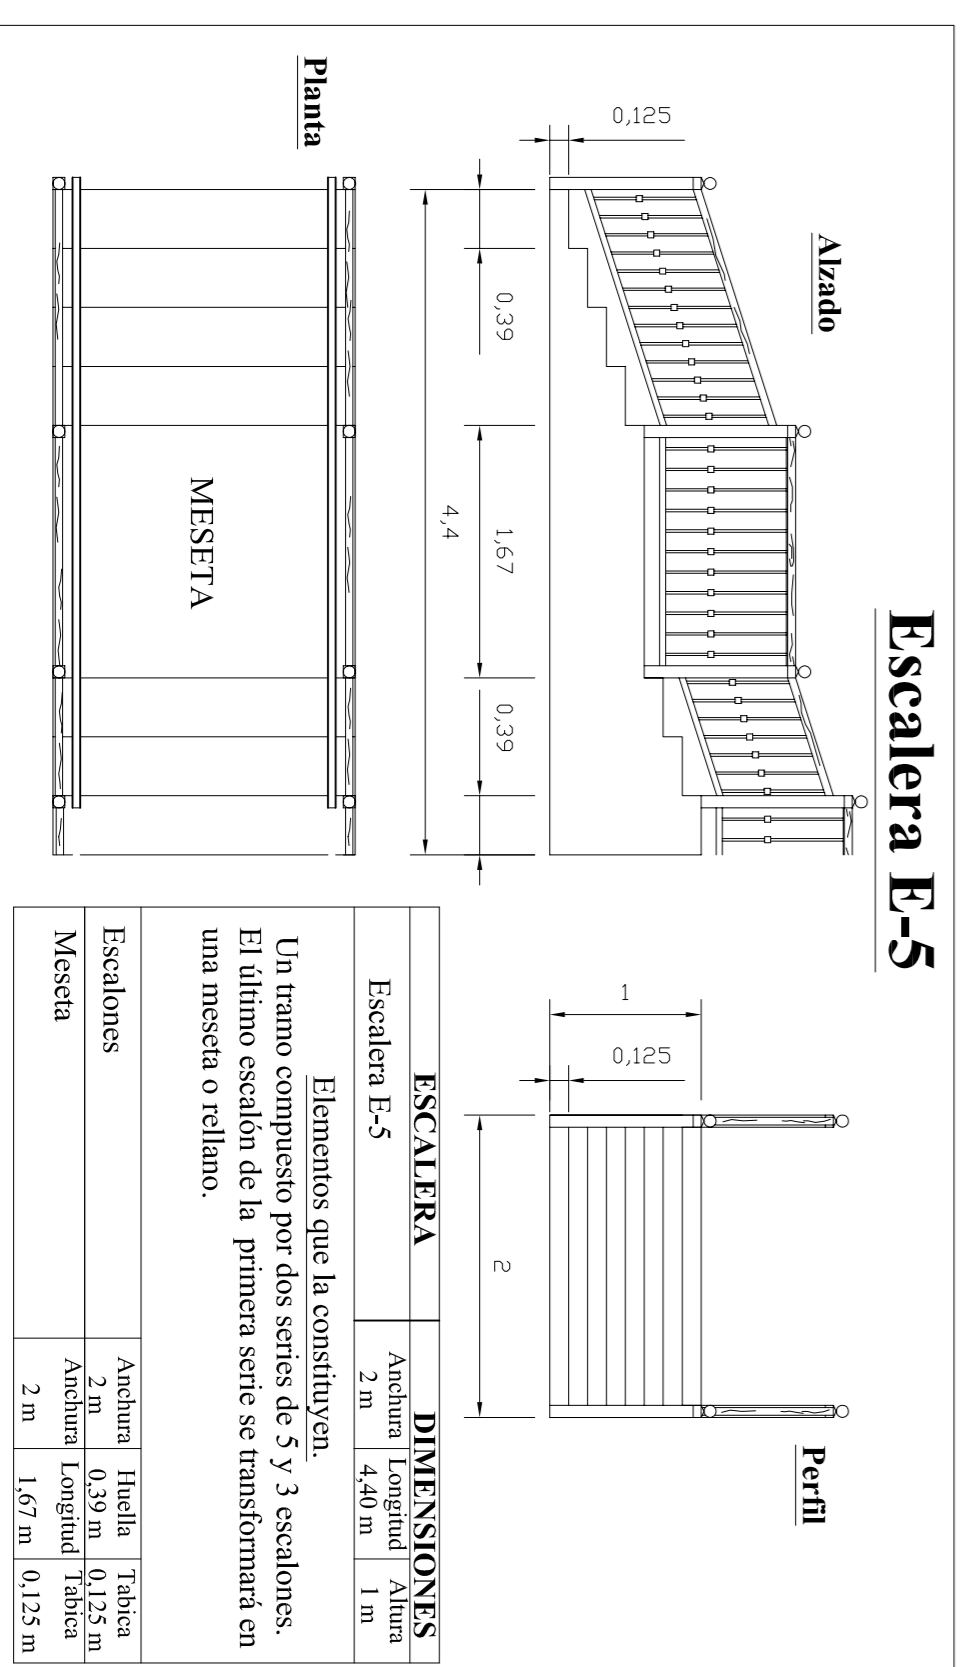 Escalera E-5
Alzado
Perfil
0,125
0,39
1,67
0,39
4,4
1
0,125
2
Planta
MESETA
ESCALERA DIMENSIONES
Escalera E-5 Anchura Longitud Altura
2 m 4,40 m 1 m
Elementos que la constituyen.
Un tramo compuesto por dos series de 5 y 3 escalones.
El último escalón de la primera serie se transformará en
una meseta o rellano.
Escalones Anchura Huella Tabica
2 m 0,39 m 0,125 m
Meseta Anchura Longitud Tabica
2 m 1,67 m 0,125 m